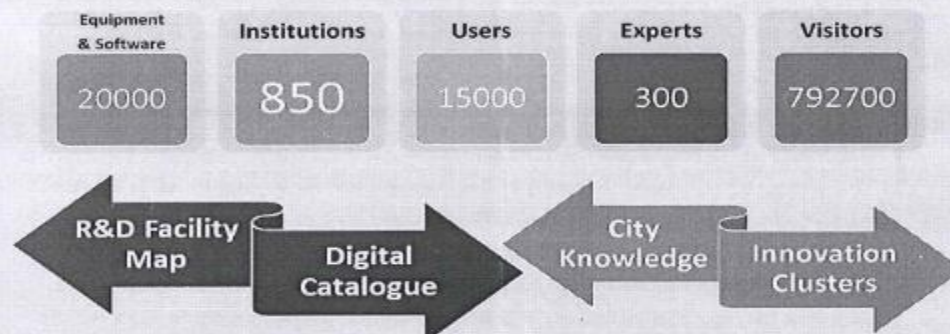 Equipment
& Software
Institutions
Users
Experts
Visitors
20000
850
15000
300
792700
R&D Facility
Map
Digital
Catalogue
City
Knowledge
Innovation
Clusters